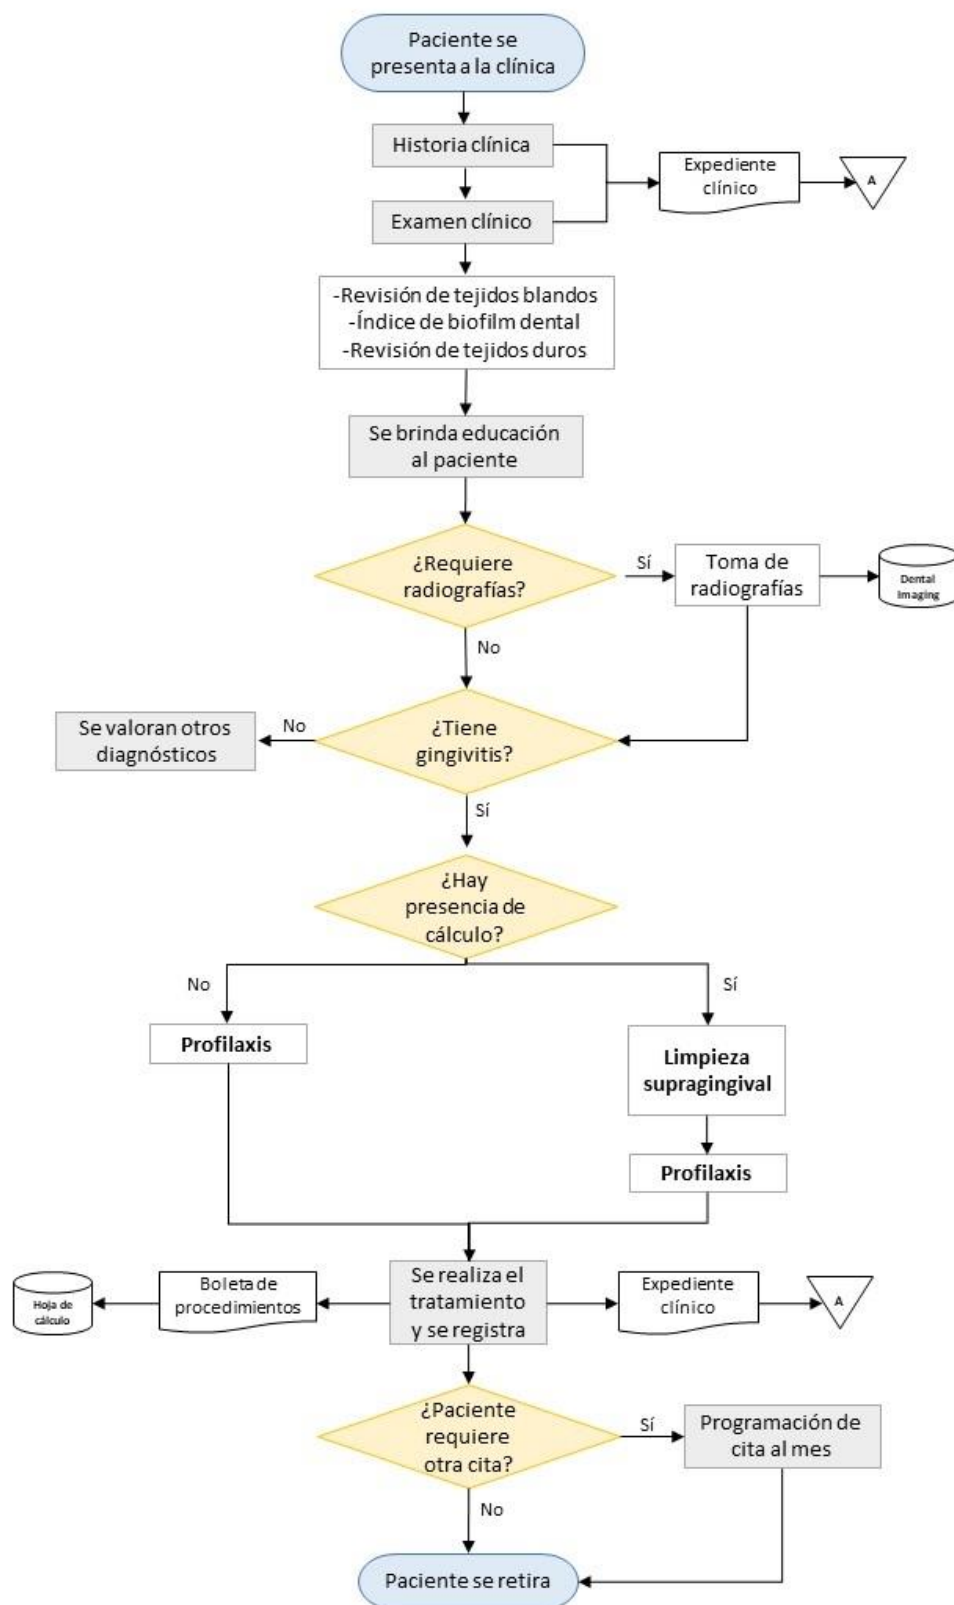 Paciente se
presenta a la clínica
Historia clínica
Expediente
clínico
A
Examen clínico
-Revisión de tejidos blandos
-Índice de biofilm dental
-Revisión de tejidos duros
Se brinda educación
al paciente
¿Requiere
radiografías?
Sí
Toma de
radiografías
Dental
Imaging
No
¿Tiene
gingivitis?
No
Se valoran otros
diagnósticos
Sí
¿Hay
presencia de
cálculo?
No
Sí
Profilaxis
Limpieza
supragingival
Profilaxis
Se realiza el
tratamiento
y se registra
Boleta de
procedimientos
Hoja de
cálculo
Expediente
clínico
A
¿Paciente
requiere
otra cita?
Sí
Programación de
cita al mes
No
Paciente se retira